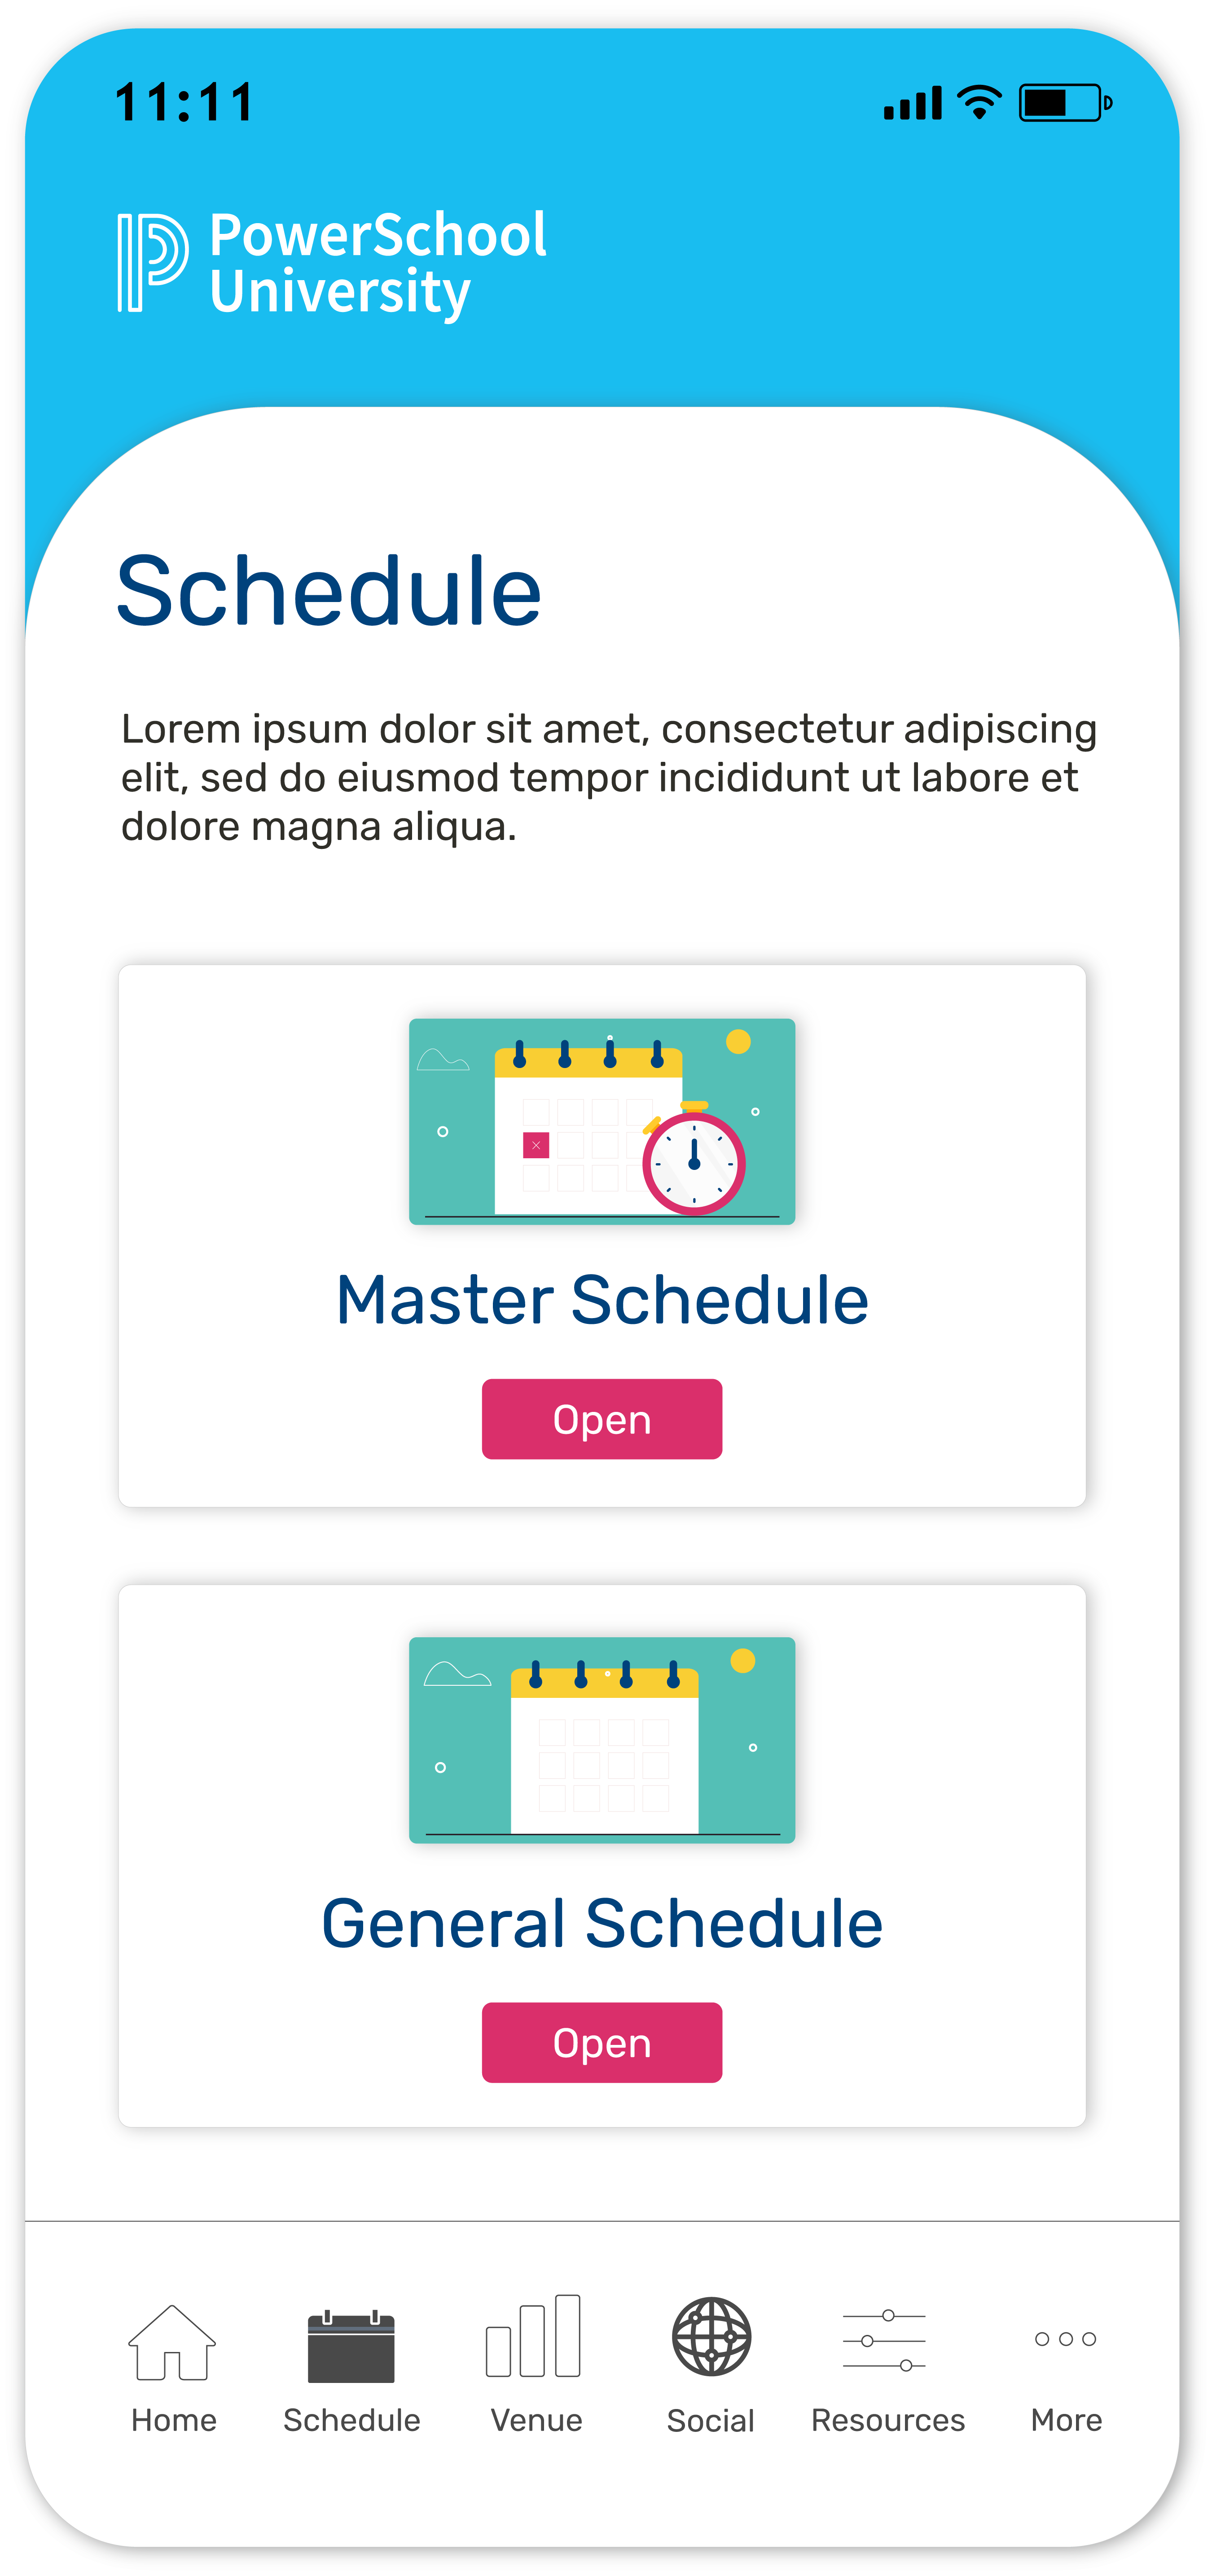 11:11
PowerSchool
University
Schedule
Lorem ipsum dolor sit amet, consectetur adipiscing
elit, sed do eiusmod tempor incididunt ut labore et
dolore magna aliqua.
Master Schedule
Open
General Schedule
Open
Home Schedule Venue Social Resources More